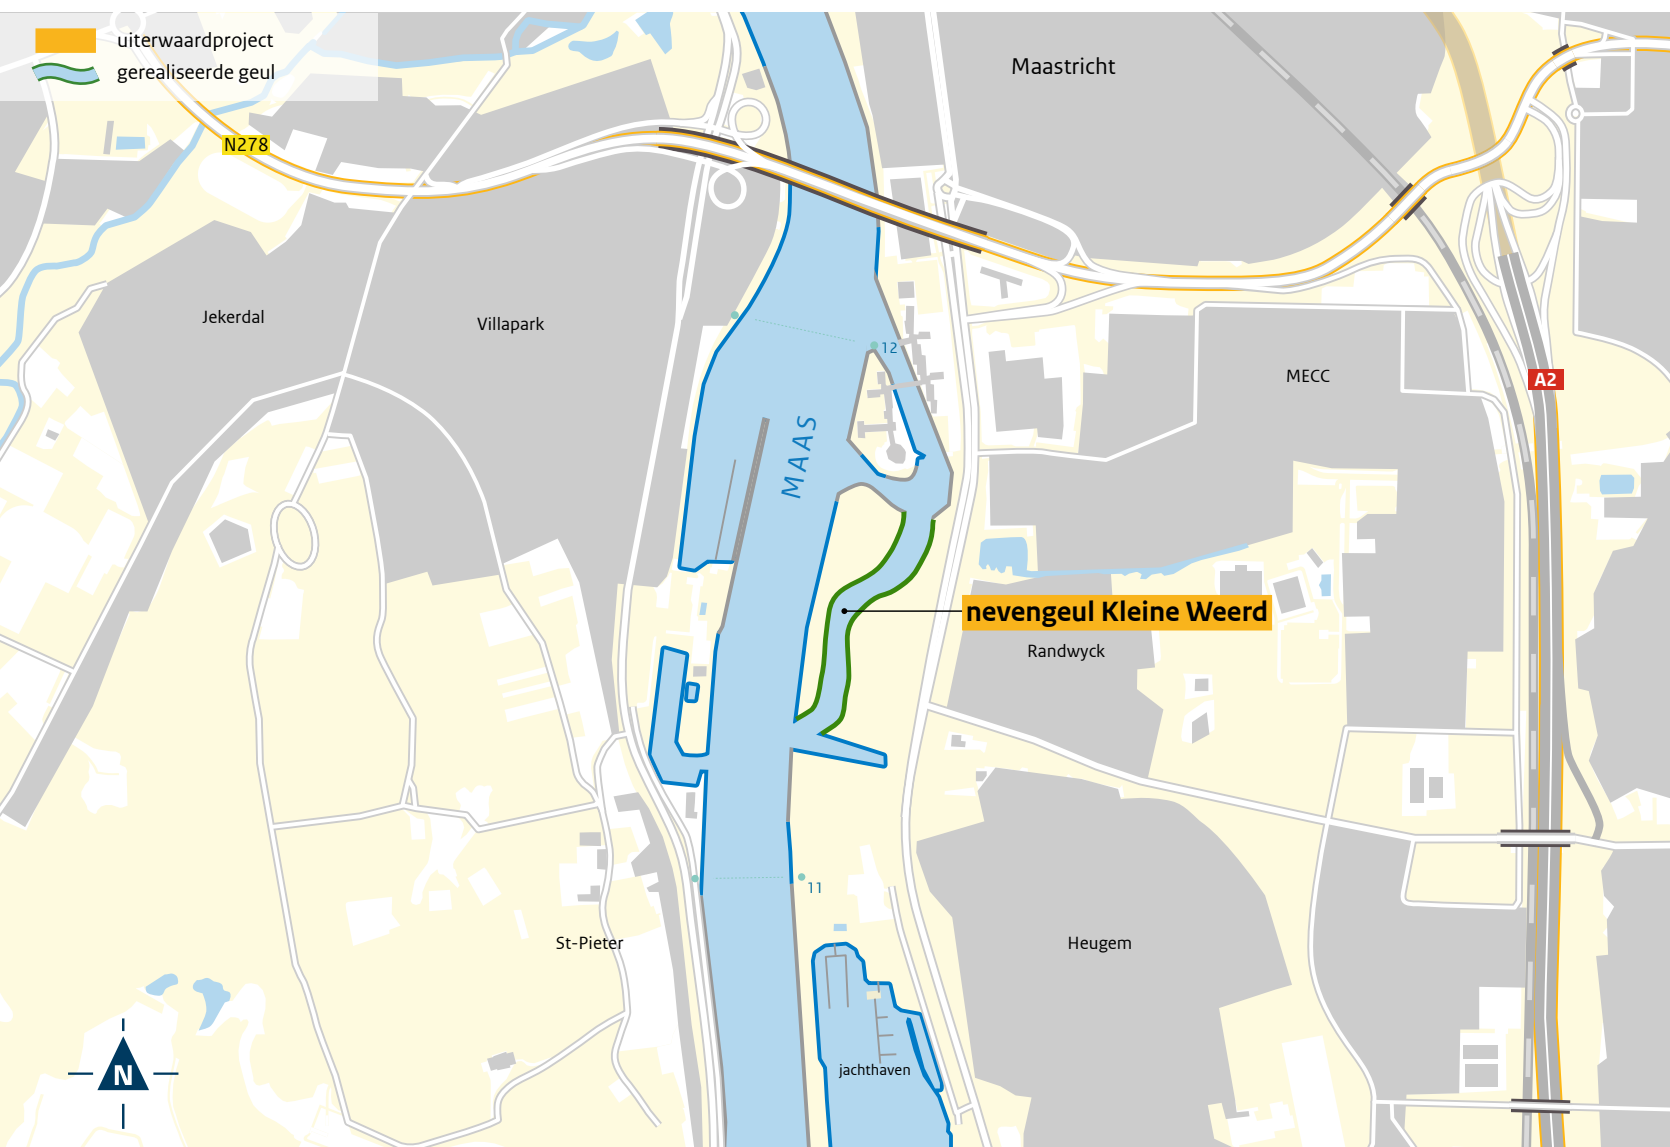 uiterwaardproject
gerealiseerde geul
Maastricht
N278
Jekerdal
Villapark
12
MECC
A2
MAAS
nevengeul Kleine Weerd
Randwyck
11
St-Pieter
Heugem
N
jachthaven